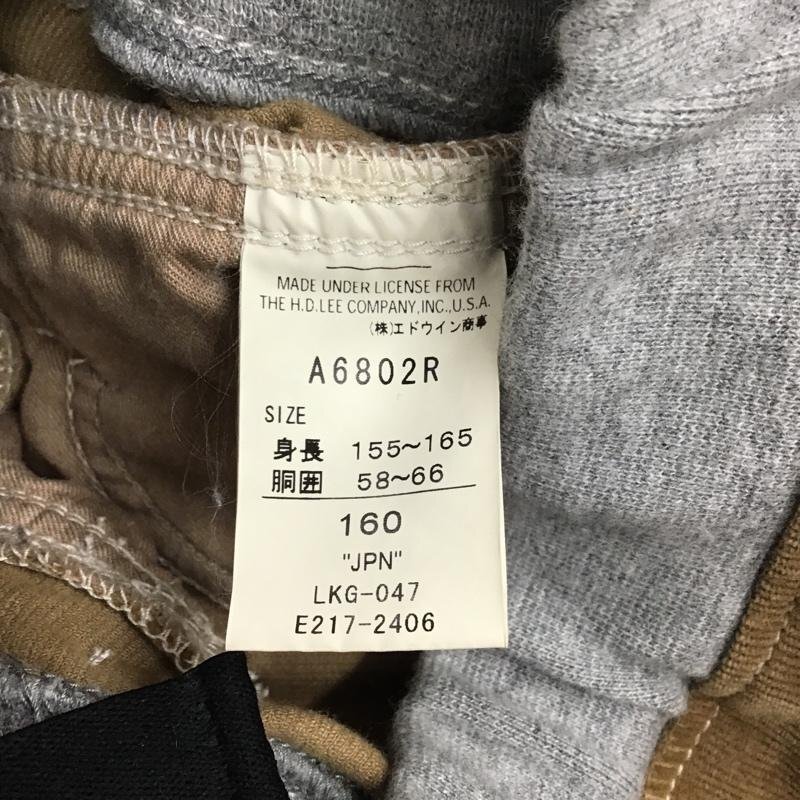 MADE UNDER LICENSE FROM
THE H.D.LEE COMPANY,INC.,U.S.A.
(株)エドウイン商事
A6802R
SIZE
身長 155~165
胴囲 58~66
160
"JPN"
LKG-047
E217-2406